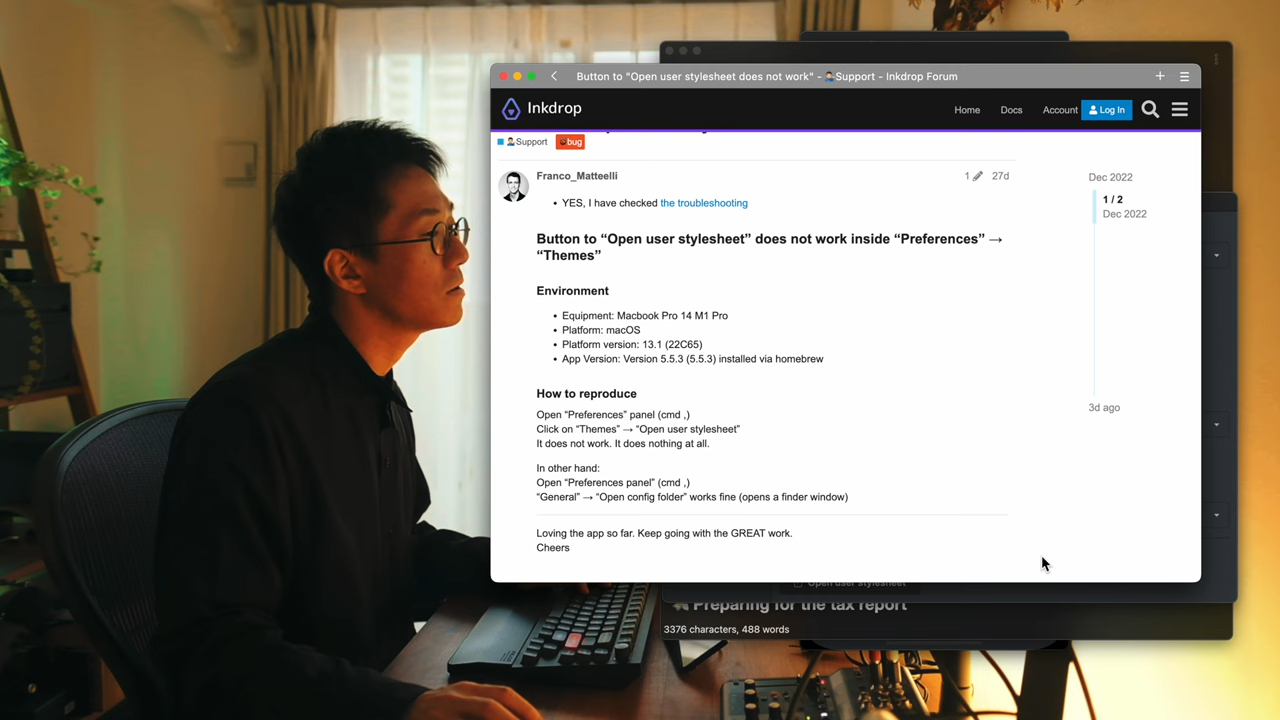 Button to "Open user stylesheet does not work" - Support - Inkdrop Forum
Inkdrop
Home
Docs
Account
Log In
Support
bug
Franco_Matteelli
1
27d
• YES, I have checked the troubleshooting
Button to “Open user stylesheet” does not work inside “Preferences” →
“Themes”
Environment
• Equipment: Macbook Pro 14 M1 Pro
• Platform: macOS
• Platform version: 13.1 (22C65)
• App Version: Version 5.5.3 (5.5.3) installed via homebrew
How to reproduce
Open “Preferences” panel (cmd ,)
Click on “Themes” → “Open user stylesheet”
It does not work. It does nothing at all.
In other hand:
Open “Preferences panel” (cmd ,)
“General” → “Open config folder” works fine (opens a finder window)
Loving the app so far. Keep going with the GREAT work.
Cheers
Dec 2022
1 / 2
Dec 2022
3d ago
Open user stylesheet
Preparing for the tax report
3376 characters, 488 words